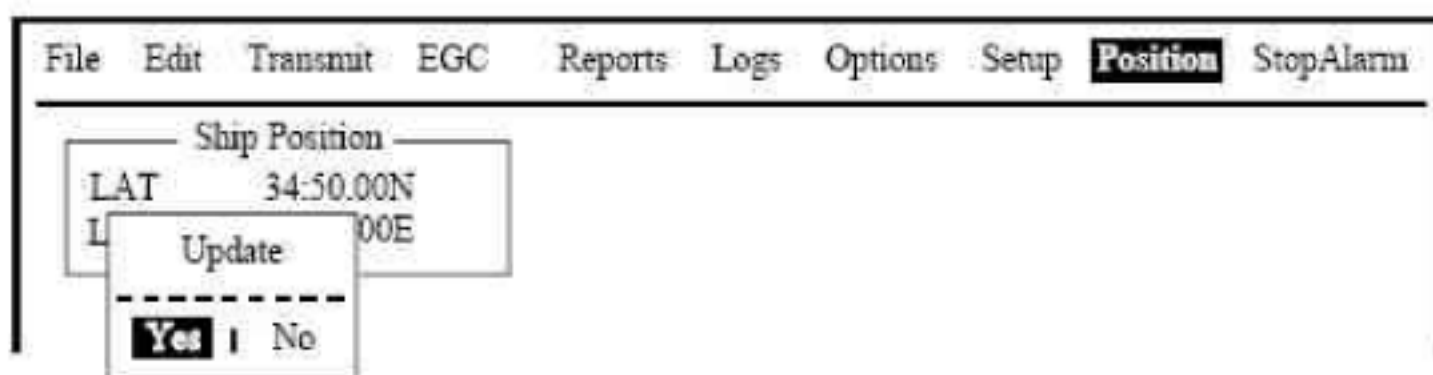 File Edit Transmit EGC Reports Logs Options Setup Position StopAlarm
Ship Position
LAT 34:50.00N
L 00E
Update
Yes No